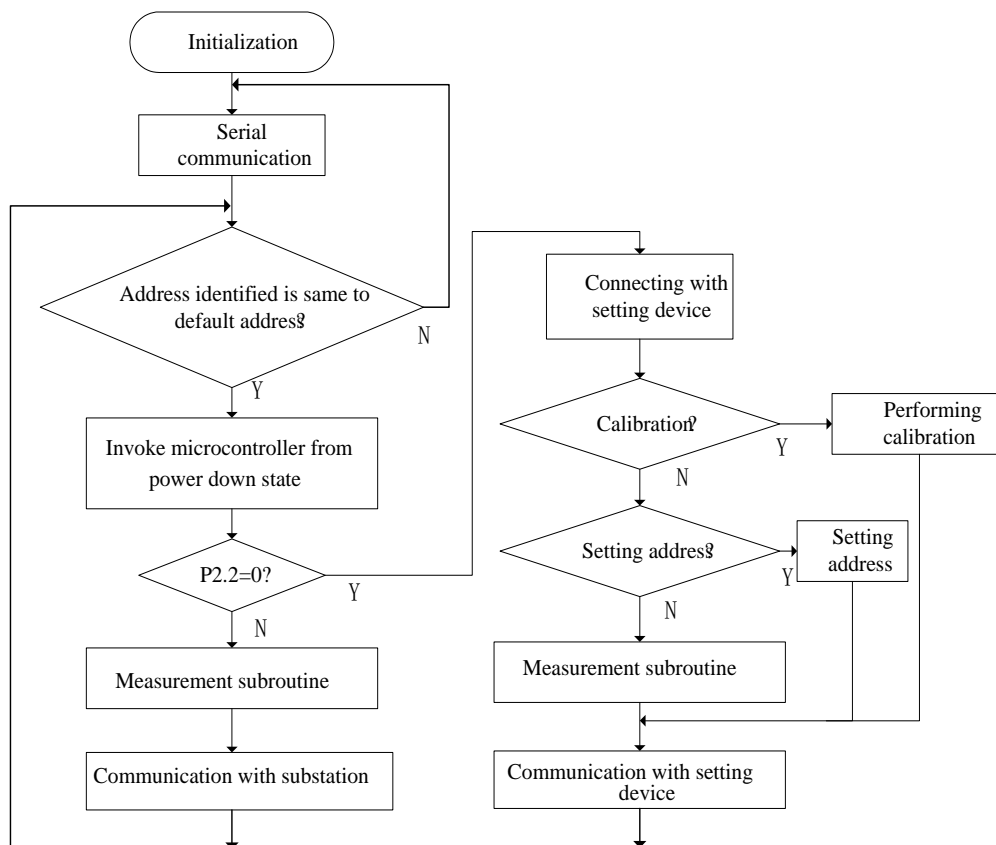 Initialization
Serial
communication
Address identified is same to
default address?
N
Y
Invoke microcontroller from
power down state
P2.2=0?
Y
N
Measurement subroutine
Communication with substation
Connecting with
setting device
Calibration?
Y
N
Performing
calibration
Setting address?
Y
N
Setting
address
Measurement subroutine
Communication with setting
device